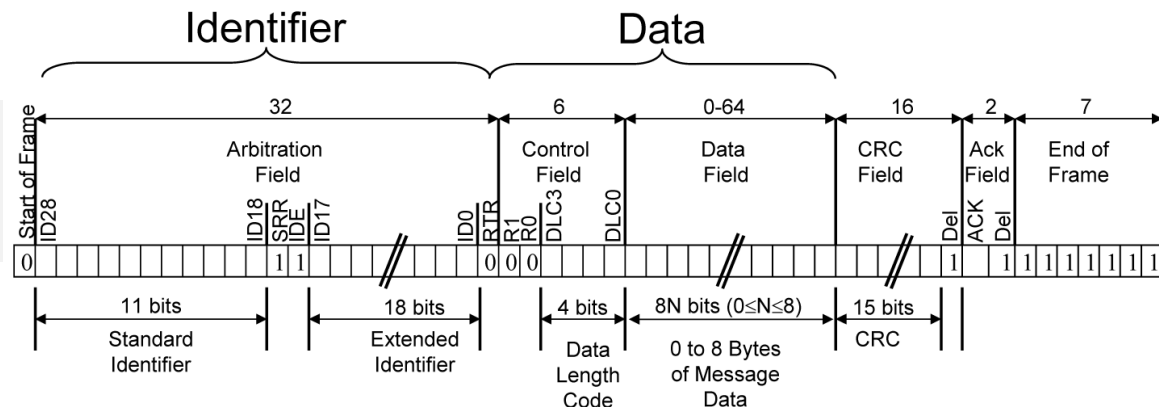 Identifier
Data
32
6
0-64
16
2
7
Arbitration
Field
Control
Field
Data
Field
CRC
Field
Ack
Field
End of
Frame
Start of Frame
ID28
ID18
SRR
IDE
ID17
ID0
RTR
R1
R0
DLC3
DLC0
Del
ACK
Del
0 1 1 0 0 0 1 1 1 1 1 1 1 1 1
11 bits
18 bits
4 bits
8N bits (0≤N≤8)
15 bits
Standard
Identifier
Extended
Identifier
Data
Length
Code
0 to 8 Bytes
of Message
Data
CRC